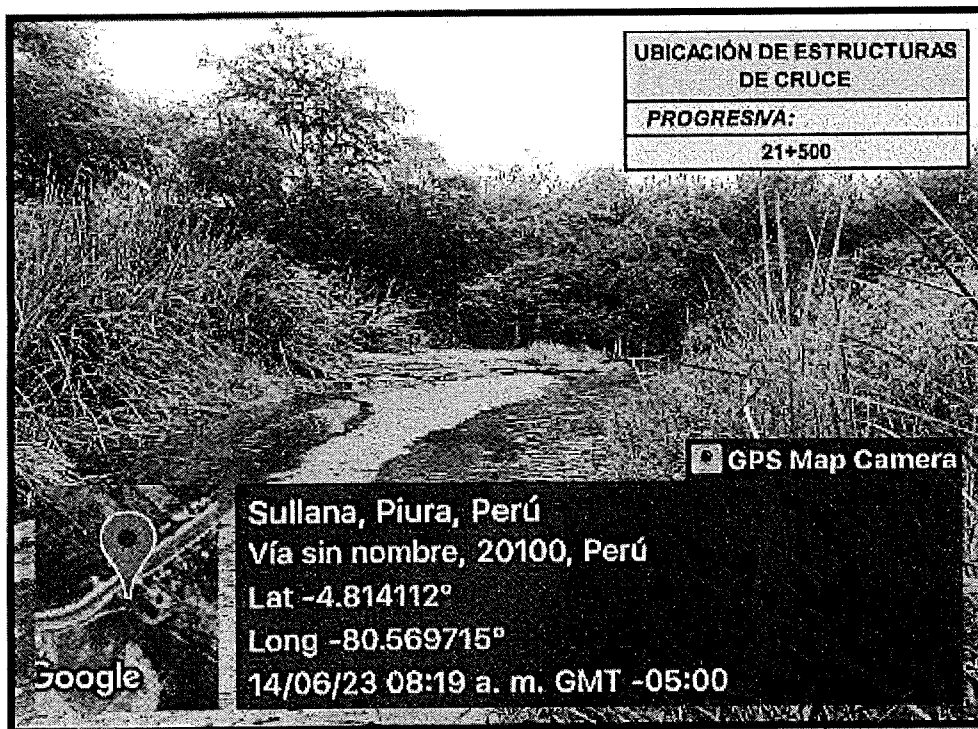 UBICACIÓN DE ESTRUCTURAS
DE CRUCE
PROGRESIVA:
21+500
GPS Map Camera
Sullana, Piura, Perú
Vía sin nombre, 20100, Perú
Lat -4.814112°
Long -80.569715°
14/06/23 08:19 a. m. GMT -05:00
Google